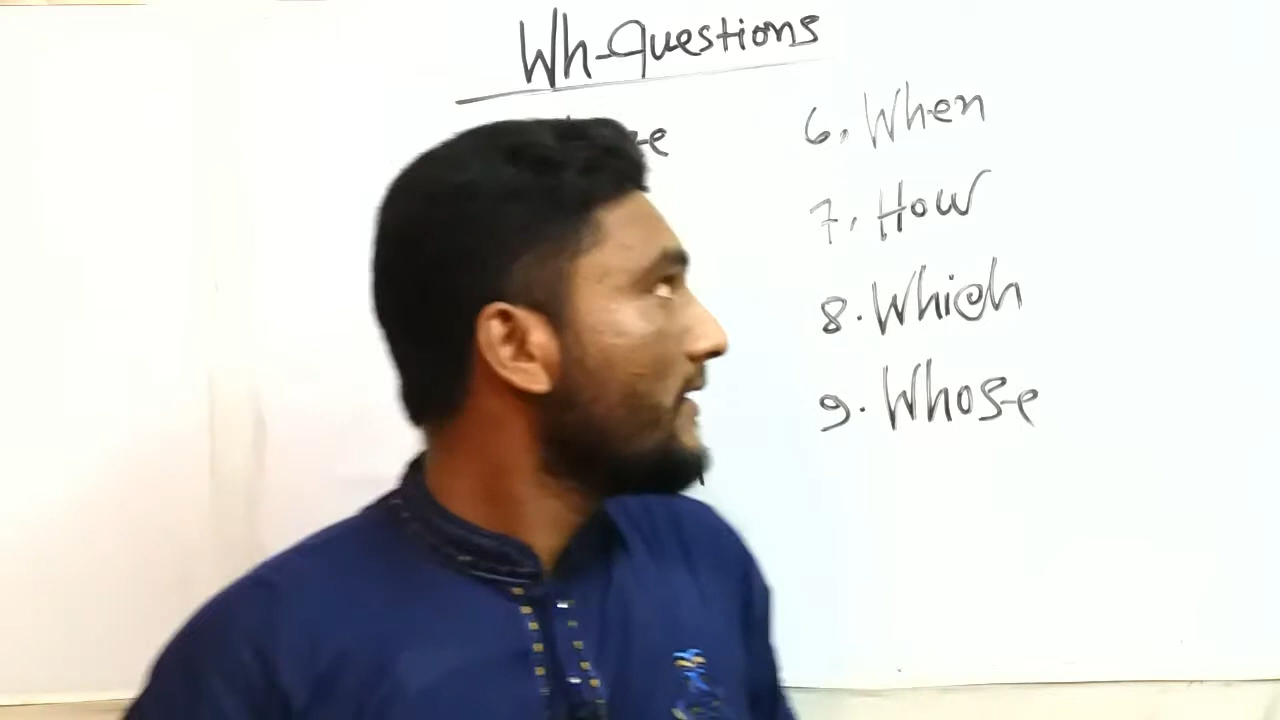 Wh-Questions
6. When
7. How
8. Which
9. Whose